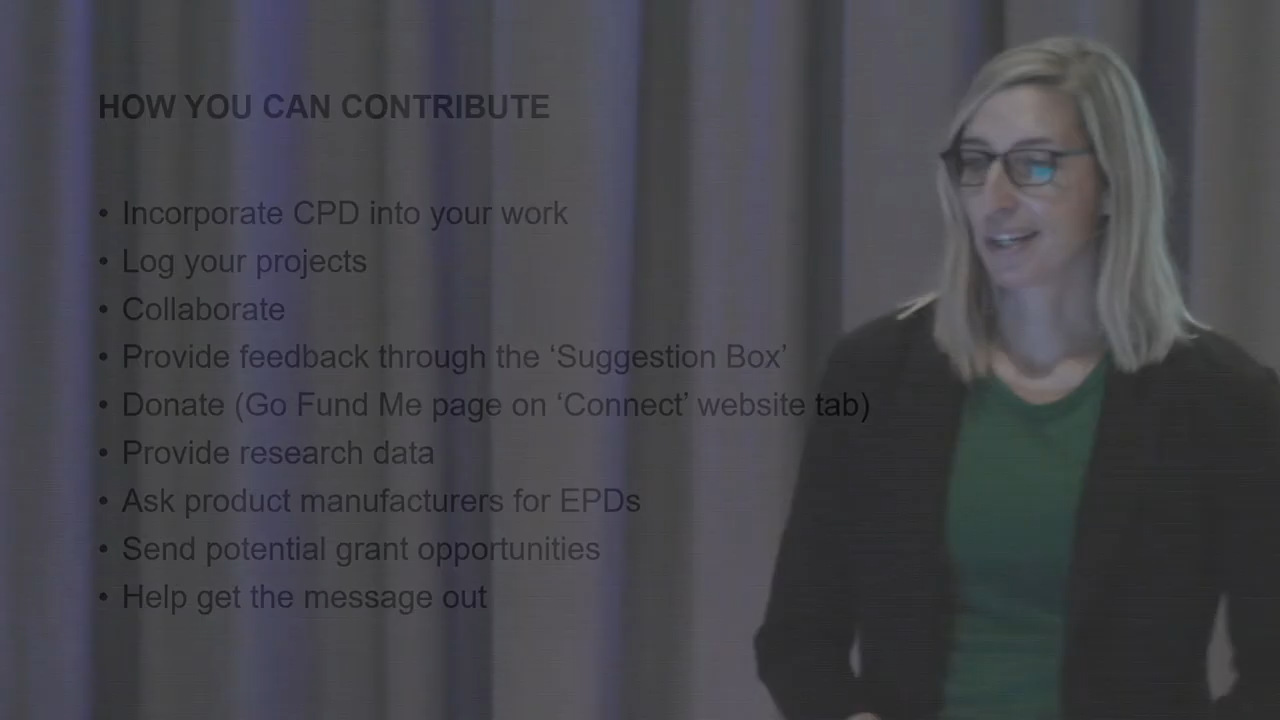 HOW YOU CAN CONTRIBUTE
• Incorporate CPD into your work
• Log your projects
• Collaborate
• Provide feedback through the ‘Suggestion Box’
• Donate (Go Fund Me page on ‘Connect’ website tab)
• Provide research data
• Ask product manufacturers for EPDs
• Send potential grant opportunities
• Help get the message out